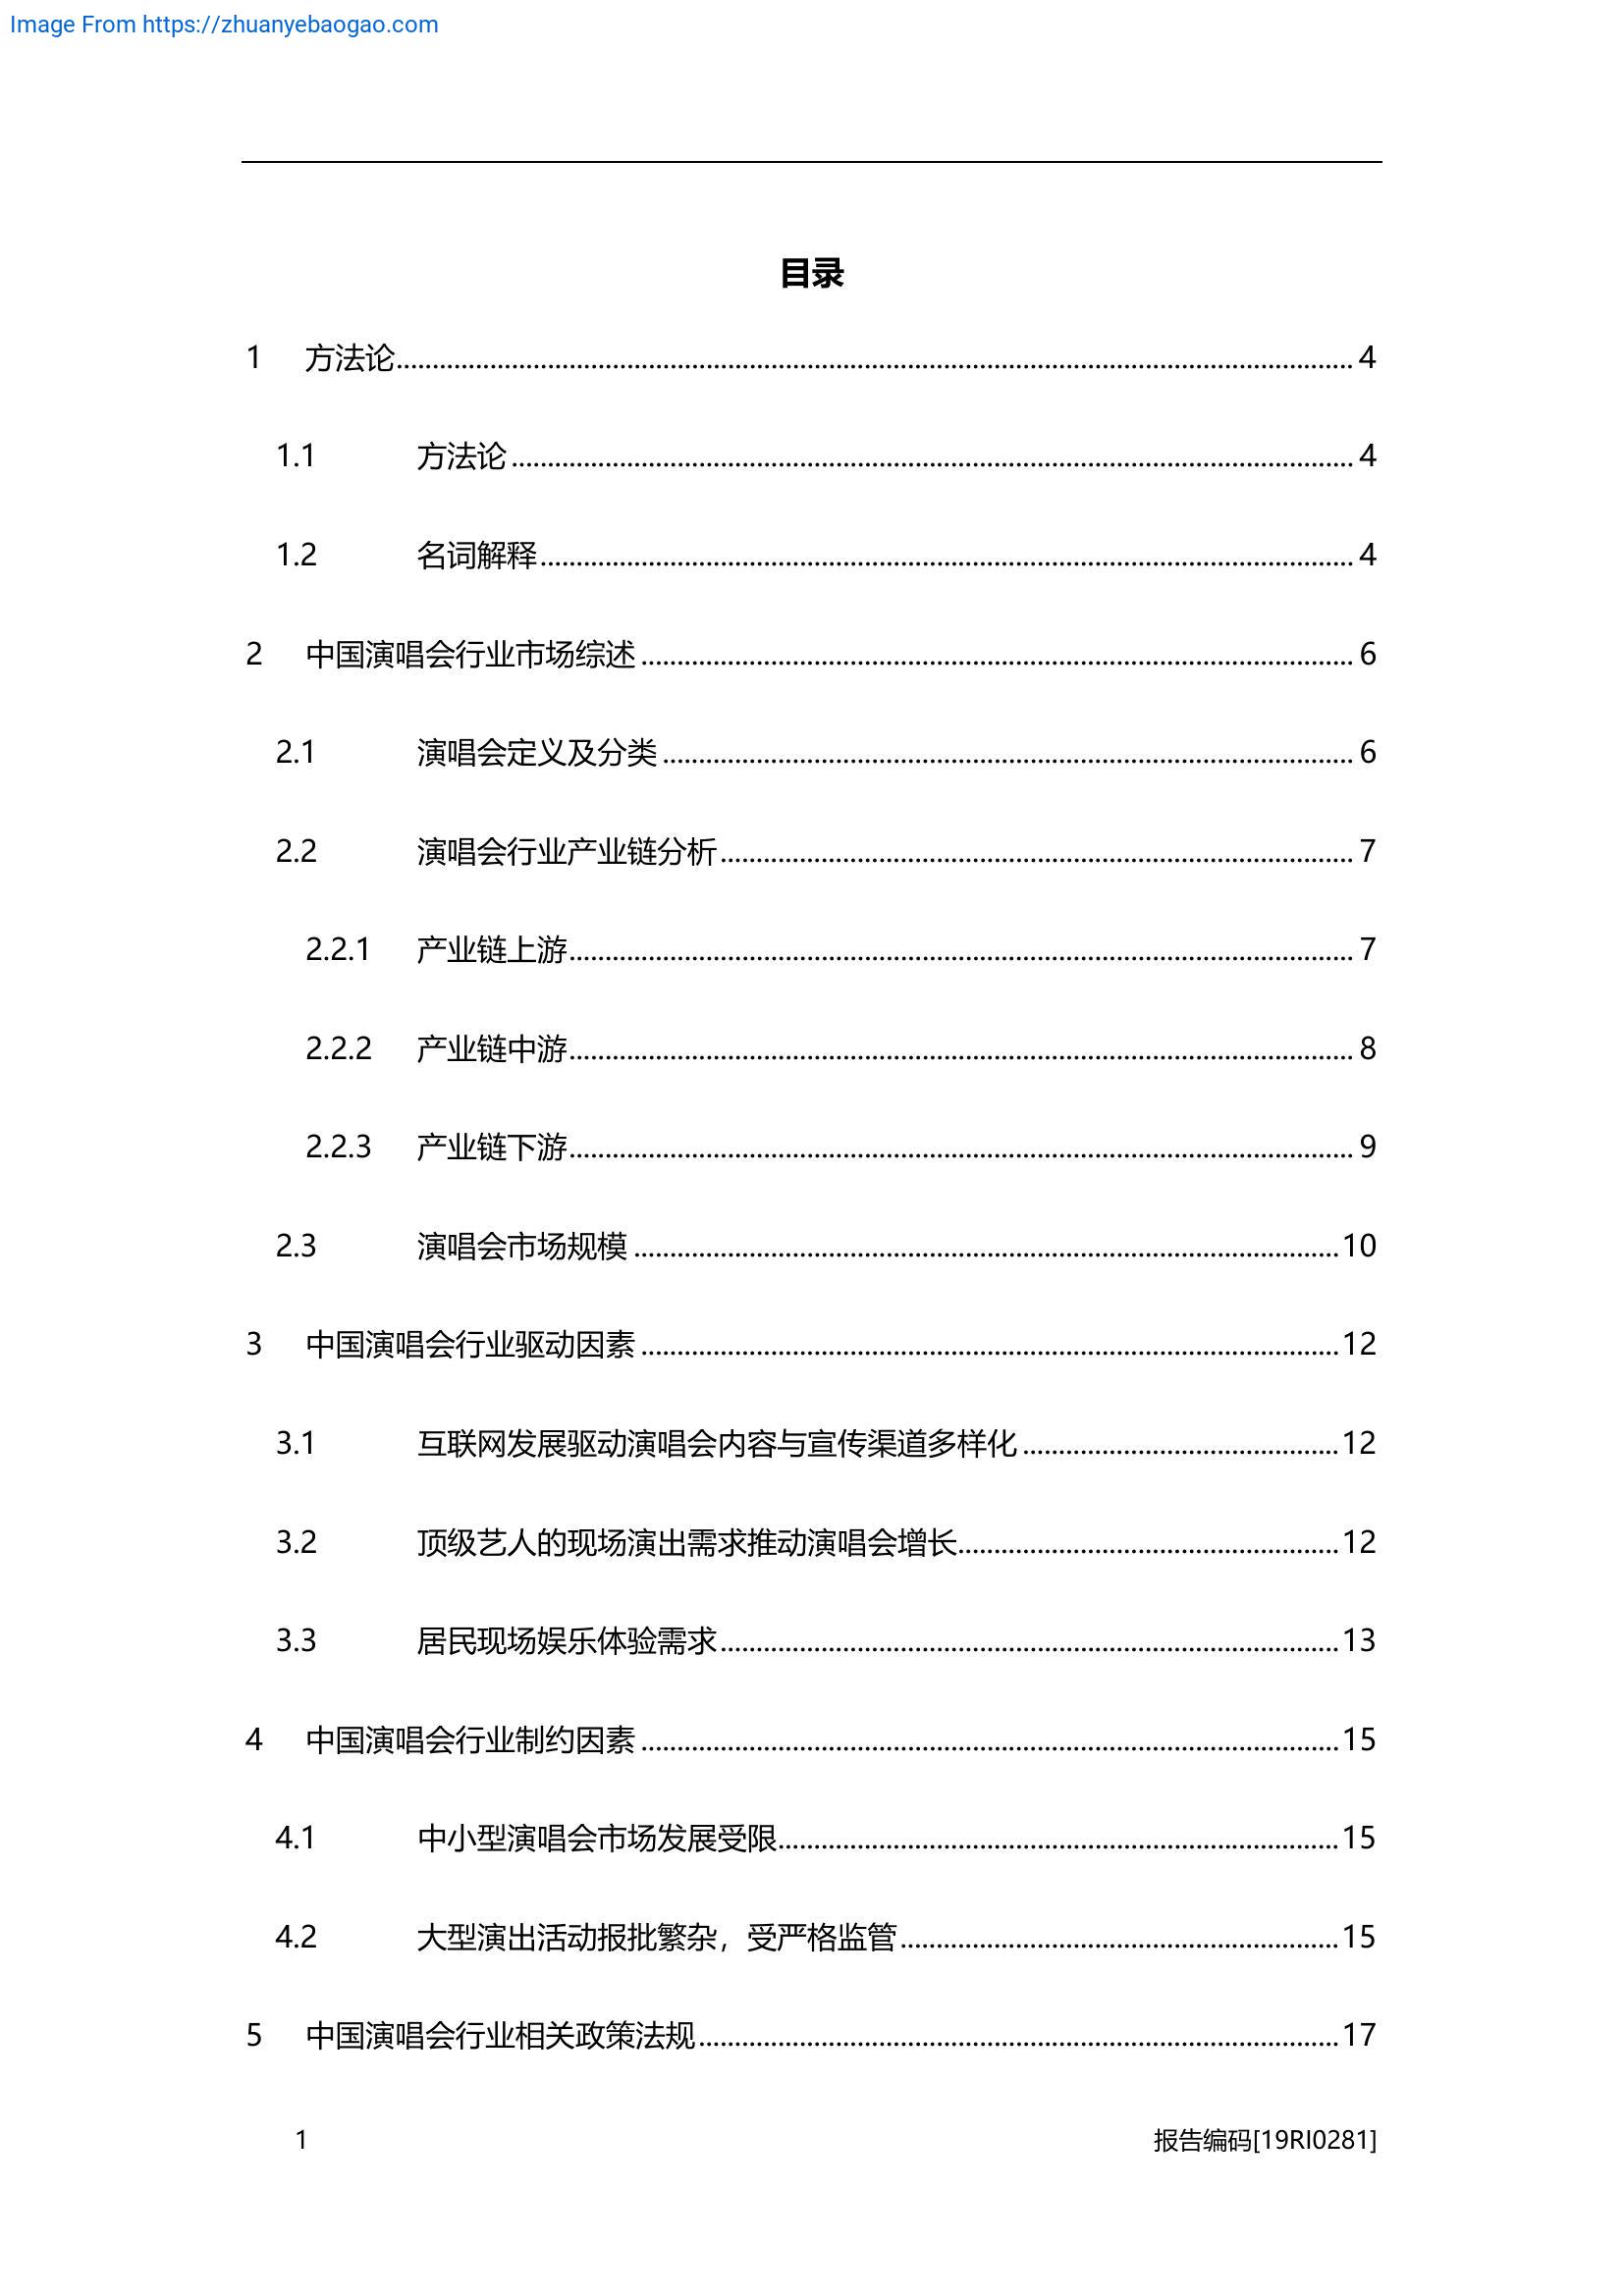 Image From https://zhuanyebaogao.com
目录
1 方法论 4
1.1 方法论 4
1.2 名词解释 4
2 中国演唱会行业市场综述 6
2.1 演唱会定义及分类 6
2.2 演唱会行业产业链分析 7
2.2.1 产业链上游 7
2.2.2 产业链中游 8
2.2.3 产业链下游 9
2.3 演唱会市场规模 10
3 中国演唱会行业驱动因素 12
3.1 互联网发展驱动演唱会内容与宣传渠道多样化 12
3.2 顶级艺人的现场演出需求推动演唱会增长 12
3.3 居民现场娱乐体验需求 13
4 中国演唱会行业制约因素 15
4.1 中小型演唱会市场发展受限 15
4.2 大型演出活动报批繁杂，受严格监管 15
5 中国演唱会行业相关政策法规 17
1 报告编码[19RI0281]